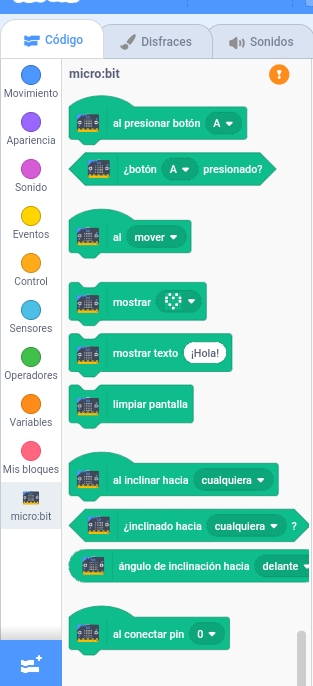 Código
Disfraces
Sonidos
Movimiento
Apariencia
Sonido
Eventos
Control
Sensores
Operadores
Variables
Mis bloques
micro:bit
micro:bit
al presionar botón A
¿botón A presionado?
al mover
mostrar
mostrar texto ¡Hola!
limpiar pantalla
al inclinar hacia cualquiera
¿inclinado hacia cualquiera ?
ángulo de inclinación hacia delante
al conectar pin 0